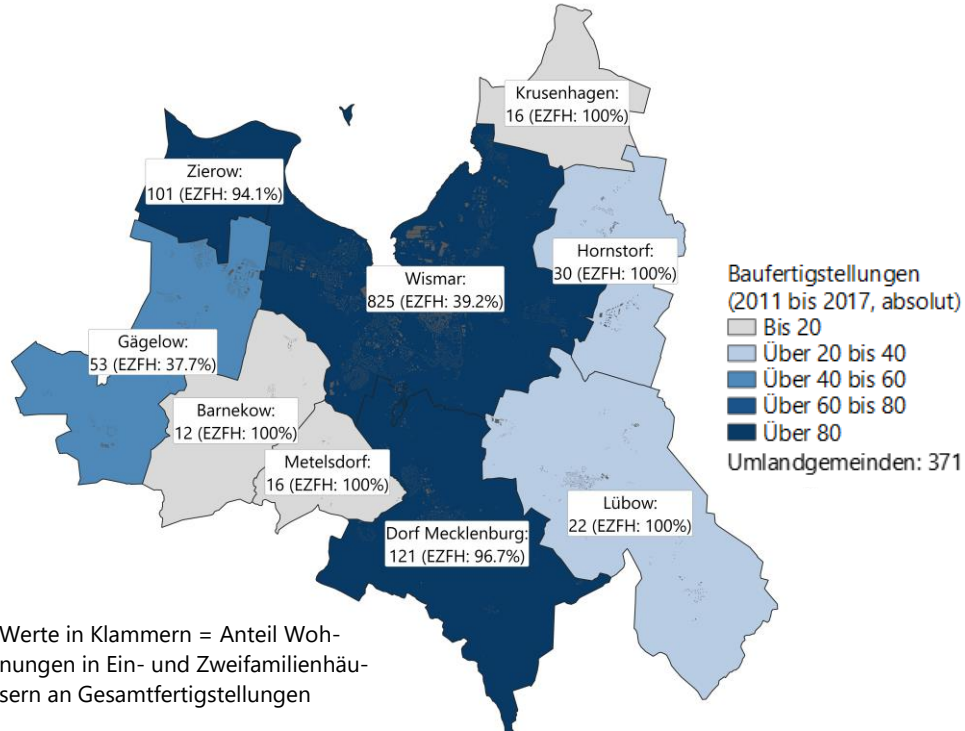 Krusenhagen:
16 (EZFH: 100%)
Zierow:
101 (EZFH: 94.1%)
Hornstorf:
30 (EZFH: 100%)
Wismar:
825 (EZFH: 39.2%)
Gägelow:
53 (EZFH: 37.7%)
Barnekow:
12 (EZFH: 100%)
Metelsdorf:
16 (EZFH: 100%)
Lübow:
22 (EZFH: 100%)
Dorf Mecklenburg:
121 (EZFH: 96.7%)
Baufertigstellungen
(2011 bis 2017, absolut)
Bis 20
Über 20 bis 40
Über 40 bis 60
Über 60 bis 80
Über 80
Umlandgemeinden: 371
Werte in Klammern = Anteil Woh-
nungen in Ein- und Zweifamilienhäu-
sern an Gesamtfertigstellungen